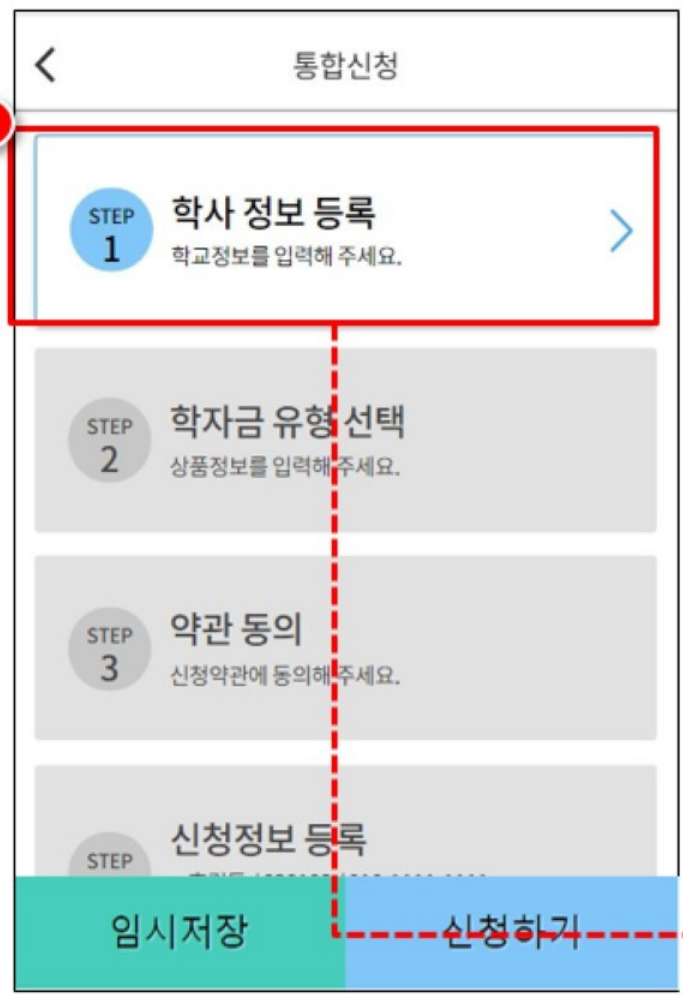 통합신청
STEP
1
학사 정보 등록
학교정보를 입력해 주세요.
STEP
2
학자금 유형 선택
상품정보를 입력해 주세요.
STEP
3
약관 동의
신청약관에 동의해 주세요.
STEP
신청정보 등록
임시저장
신청하기